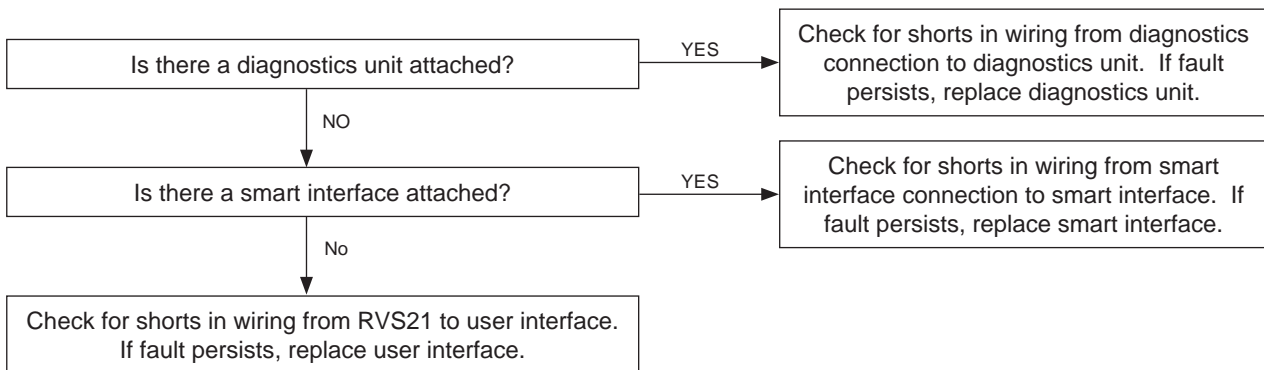 Is there a diagnostics unit attached?
YES
Check for shorts in wiring from diagnostics
connection to diagnostics unit.  If fault
persists, replace diagnostics unit.
NO
Is there a smart interface attached?
YES
Check for shorts in wiring from smart
interface connection to smart interface.  If
fault persists, replace smart interface.
No
Check for shorts in wiring from RVS21 to user interface.
If fault persists, replace user interface.